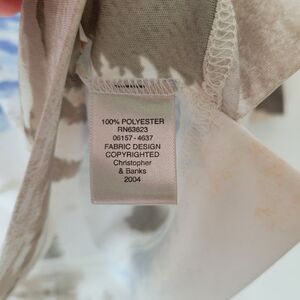 100% POLYESTER
RN63823
06157 - 4637
FABRIC DESIGN
COPYRIGHTED
Christopher
& Banks
2004